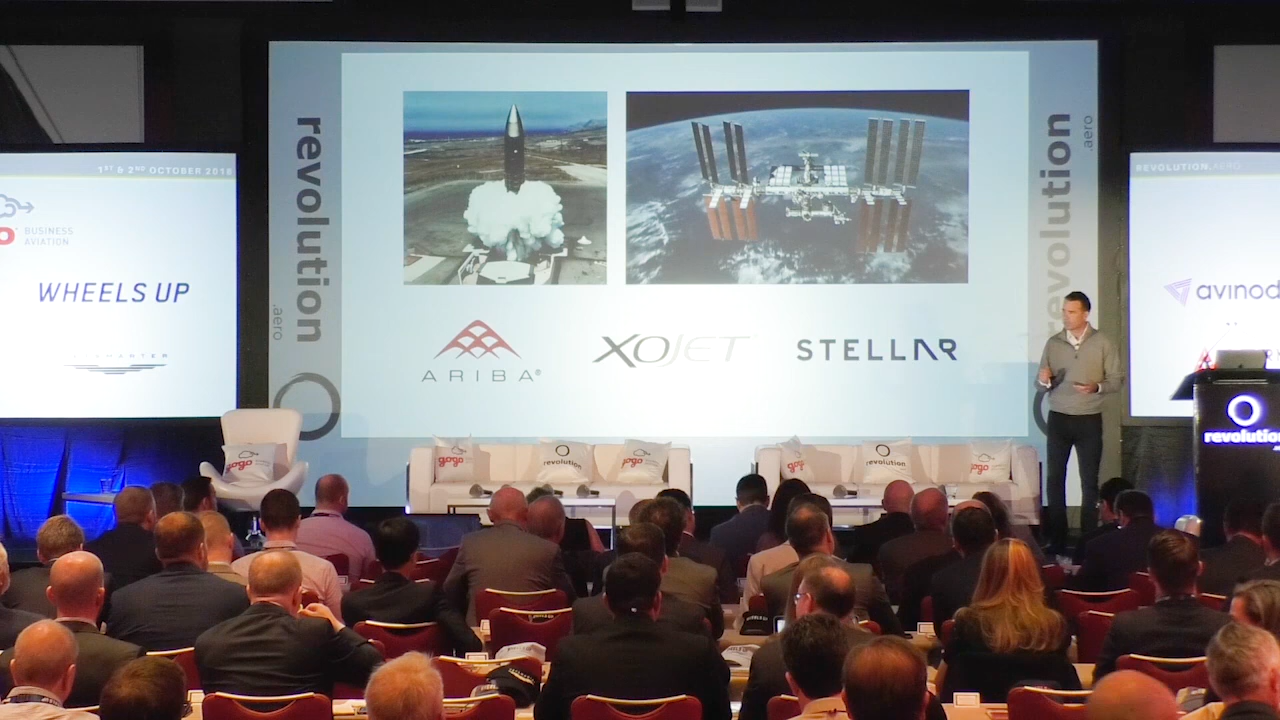 1ST & 2ND OCTOBER 2018
BUSINESS
AVIATION
WHEELS UP
revolution
.aero
ARIBA®
XOJET
STELLAR
revolution
.aero
REVOLUTION.AERO
avinod
revolution
gogo
revolution
gogo
gogo
revolution
gogo
gogo